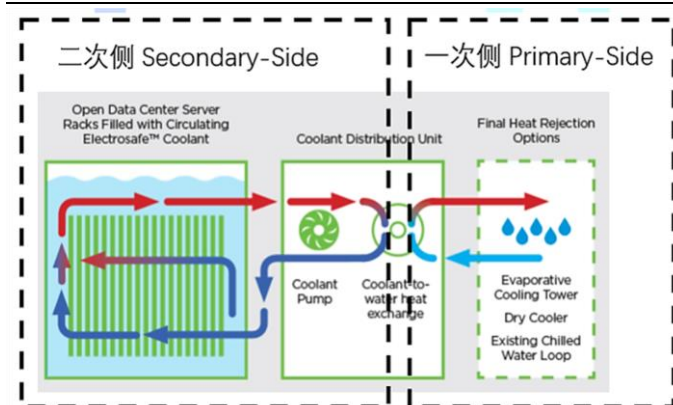 二次侧 Secondary-Side
一次侧 Primary-Side
Open Data Center Server
Racks Filled with Circulating
Electrosafe™ Coolant
Coolant Distribution Unit
Final Heat Rejection
Options
Coolant
Pump
Coolant-to-
water heat
exchange
Evaporative
Cooling Tower
Dry Cooler
Existing Chilled
Water Loop